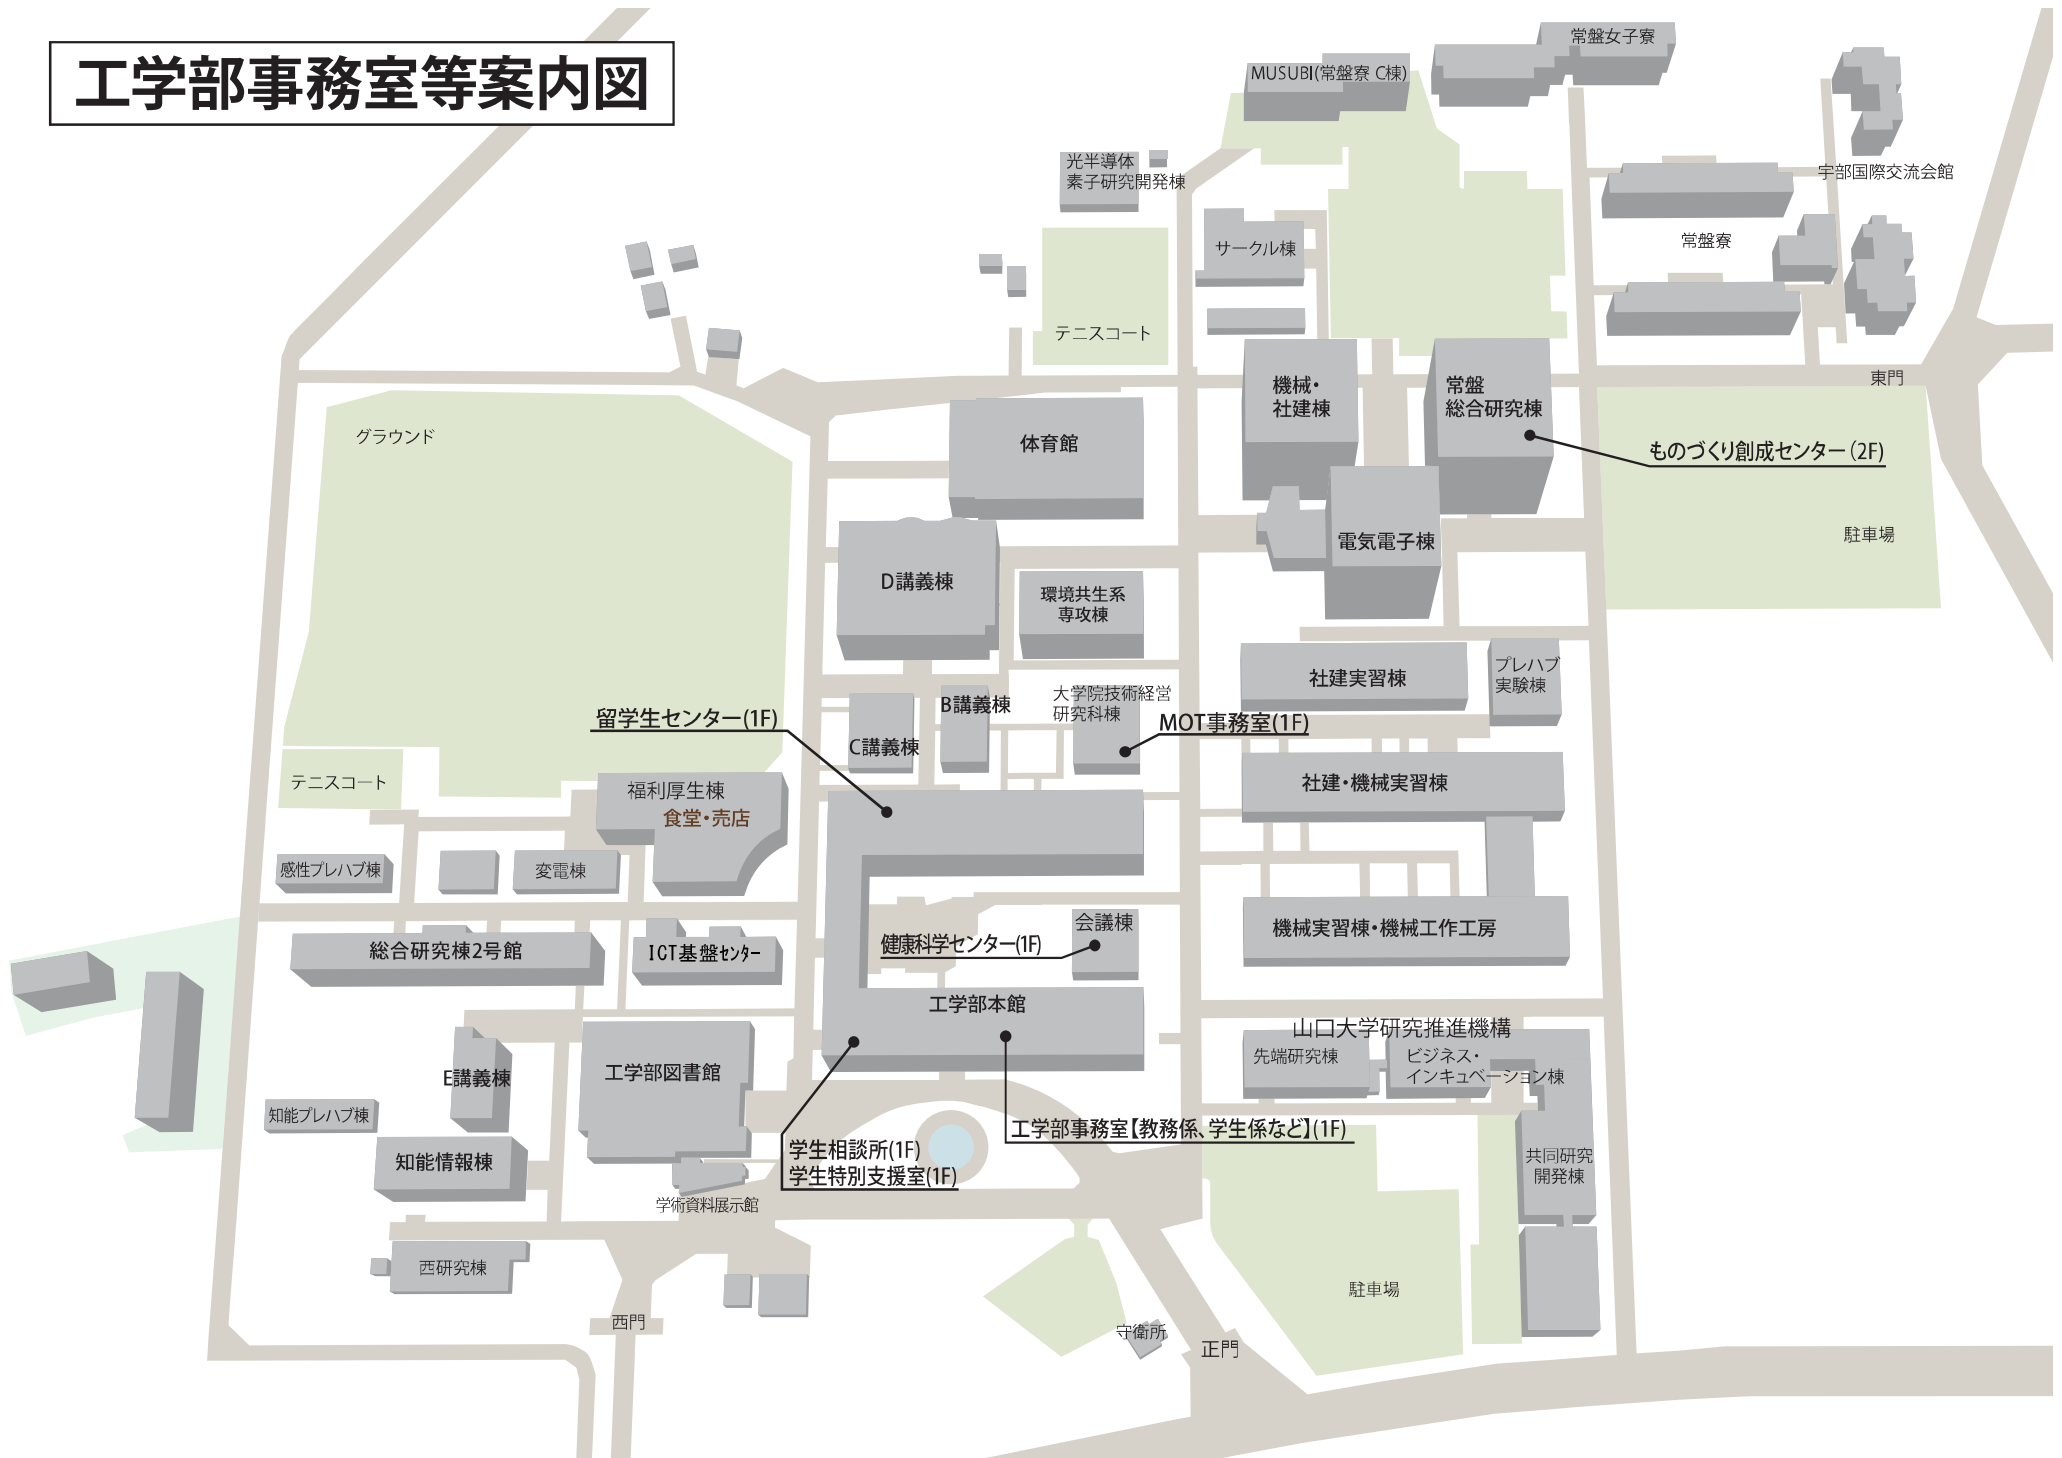 工学部事務室等案内図
常盤女子寮
MUSUBI(常盤寮 C棟)
光半導体
素子研究開発棟
宇部国際交流会館
サークル棟
常盤寮
テニスコート
東門
機械・
社建棟
常盤
総合研究棟
グラウンド
体育館
ものづくり創成センター(2F)
電気電子棟
駐車場
D講義棟
環境共生系
専攻棟
社建実習棟
プレハブ
実験棟
留学生センター(1F)
B講義棟
大学院技術経営
研究科棟
MOT事務室(1F)
C講義棟
テニスコート
福利厚生棟
食堂・売店
社建・機械実習棟
感性プレハブ棟
変電棟
総合研究棟2号館
ICT基盤センター
健康科学センター(1F)
会議棟
機械実習棟・機械工作工房
工学部本館
山口大学研究推進機構
先端研究棟
ビジネス・
インキュベーション棟
E講義棟
工学部図書館
知能プレハブ棟
工学部事務室【教務係、学生係など】(1F)
学生相談所(1F)
学生特別支援室(1F)
知能情報棟
共同研究
開発棟
学術資料展示館
西研究棟
駐車場
西門
守衛所
正門